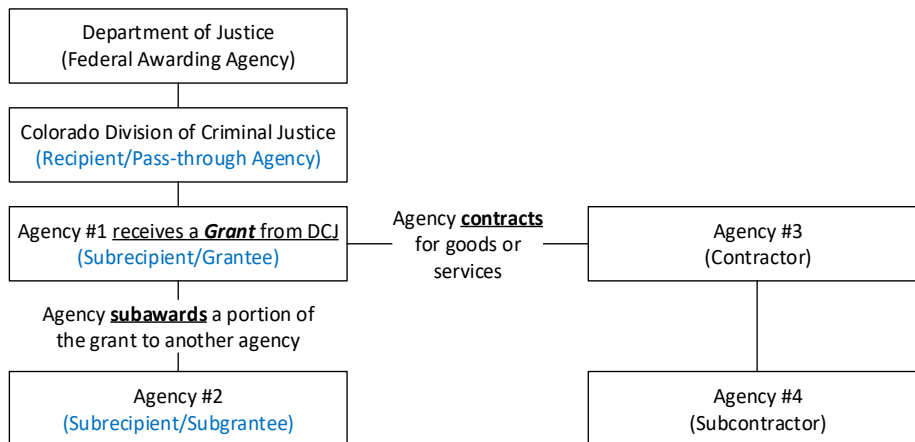 Department of Justice
(Federal Awarding Agency)
Colorado Division of Criminal Justice
(Recipient/Pass-through Agency)
Agency #1 receives a Grant from DCJ
(Subrecipient/Grantee)
Agency contracts
for goods or
services
Agency #3
(Contractor)
Agency subawards a portion of
the grant to another agency
Agency #2
(Subrecipient/Subgrantee)
Agency #4
(Subcontractor)